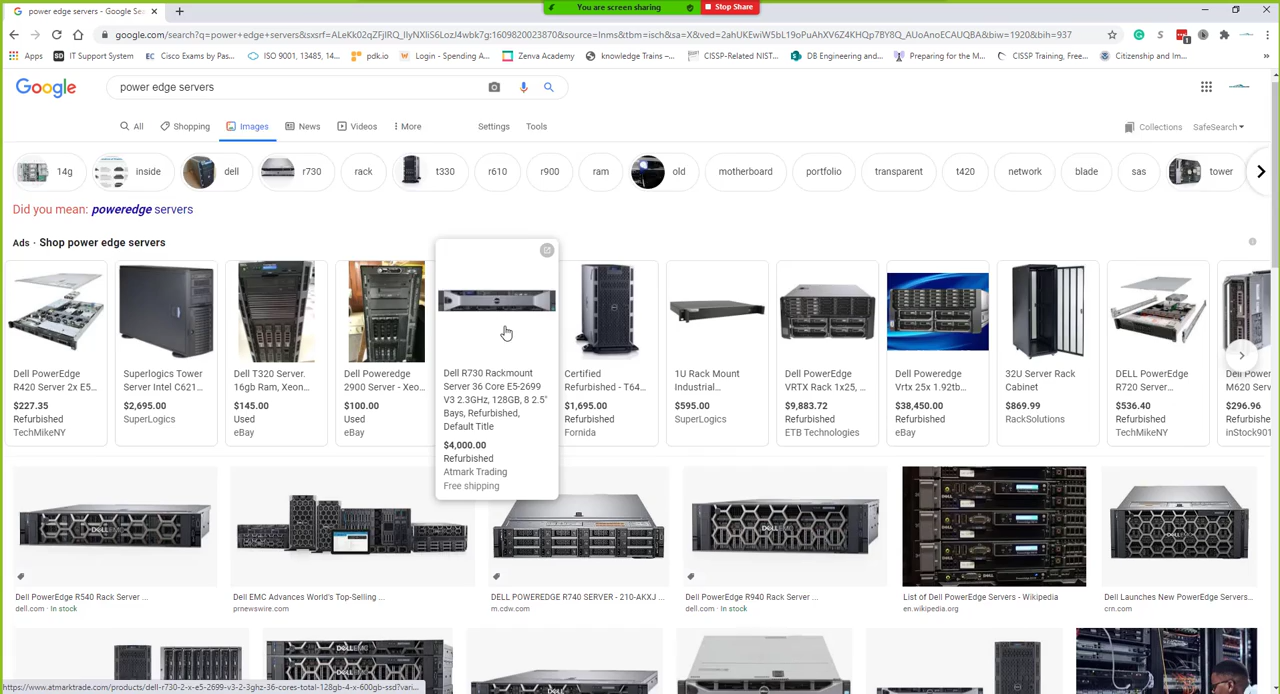 You are screen sharing
Stop Share
power edge servers - Google Se
google.com/search?q=power+edge+servers&sxsrf=ALeKk02qZFjIRQ_IlyNXliS6LozJ4wbk7g:1609820023870&source=lnms&tbm=isch&sa=X&ved=2ahUKEwiW5bL19oPuAhXV6Z4KHQp7BY8Q_AUoAnoECAUQBA&biw=1920&bih=937
Apps
IT Support System
Cisco Exams by Pas...
ISO 9001, 13485, 14...
pdk.io
Login - Spending A...
Zenva Academy
knowledge Trains –...
CISSP-Related NIST...
DB Engineering and...
Preparing for the M...
CISSP Training, Free...
Citizenship and Im...
Google
power edge servers
All
Shopping
Images
News
Videos
More
Settings
Tools
Collections
SafeSearch
14g
inside
dell
r730
rack
t330
r610
r900
ram
old
motherboard
portfolio
transparent
t420
network
blade
sas
tower
Did you mean: poweredge servers
Ads · Shop power edge servers
Dell PowerEdge
R420 Server 2x E5...
$227.35
Refurbished
TechMikeNY
Superlogics Tower
Server Intel C621...
$2,695.00
SuperLogics
Dell T320 Server.
16gb Ram, Xeon...
$145.00
Used
eBay
Dell Poweredge
2900 Server - Xe...
$100.00
Used
eBay
Dell R730 Rackmount
Server 36 Core E5-2699
V3 2.3GHz, 128GB, 8 2.5"
Bays, Refurbished,
Default Title
$4,000.00
Refurbished
Atmark Trading
Free shipping
Certified
Refurbished - T64...
$1,695.00
Refurbished
Fornida
1U Rack Mount
Industrial...
$595.00
SuperLogics
Dell PowerEdge
VRTX Rack 1x25, ...
$9,883.72
Refurbished
ETB Technologies
Dell Poweredge
Vrtx 25x 1.92tb...
$38,450.00
Refurbished
eBay
32U Server Rack
Cabinet
$869.99
RackSolutions
DELL PowerEdge
R720 Server...
$536.40
Refurbished
TechMikeNY
Dell Powe
M620 Serv
$296.96
Refurbishe
inStock901
Dell PowerEdge R540 Rack Server ...
dell.com · In stock
Dell EMC Advances World's Top-Selling ...
prnewswire.com
DELL POWEREDGE R740 SERVER - 210-AKXJ ...
m.cdw.com
Dell PowerEdge R940 Rack Server ...
dell.com · In stock
List of Dell PowerEdge Servers - Wikipedia
en.wikipedia.org
Dell Launches New PowerEdge Servers...
crn.com
https://www.atmarktrade.com/products/dell-r730-2-x-e5-2699-v3-2-3ghz-36-cores-total-128gb-4-x-600gb-ssd?vari...